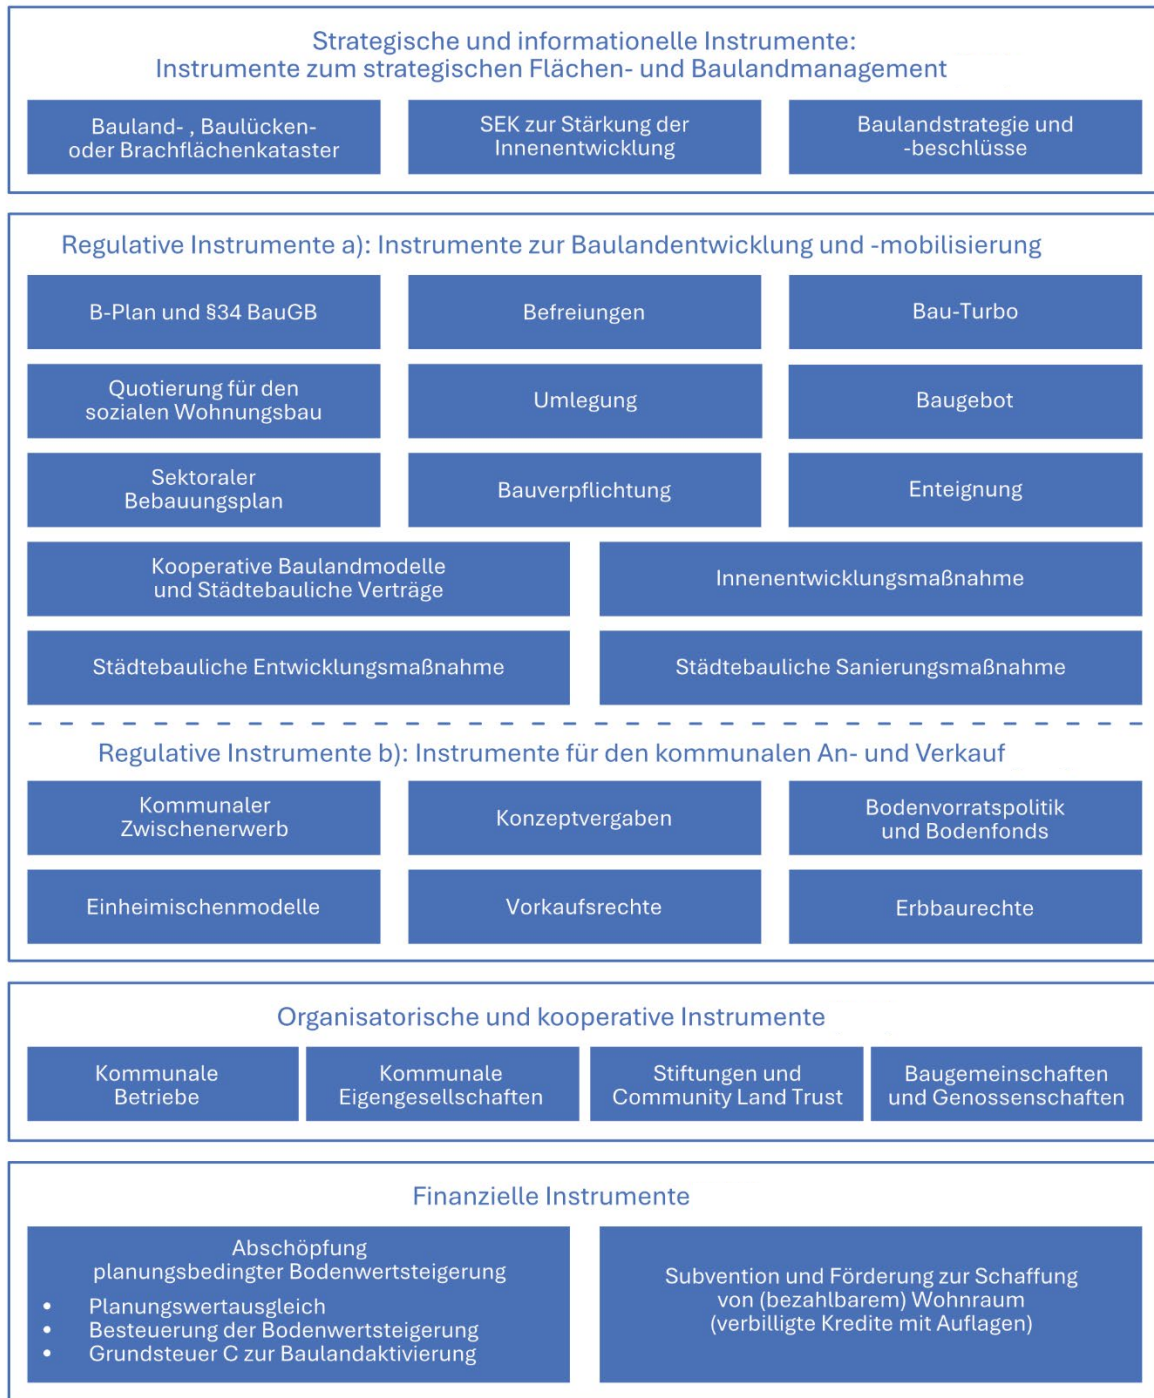 Strategische und informationelle Instrumente:
Instrumente zum strategischen Flächen- und Baulandmanagement
Bauland- , Baulücken-
oder Brachflächenkataster
SEK zur Stärkung der
Innenentwicklung
Baulandstrategie und
-beschlüsse
Regulative Instrumente a): Instrumente zur Baulandentwicklung und -mobilisierung
B-Plan und §34 BauGB
Befreiungen
Bau-Turbo
Quotierung für den
sozialen Wohnungsbau
Umlegung
Baugebot
Sektoraler
Bebauungsplan
Bauverpflichtung
Enteignung
Kooperative Baulandmodelle
und Städtebauliche Verträge
Innenentwicklungsmaßnahme
Städtebauliche Entwicklungsmaßnahme
Städtebauliche Sanierungsmaßnahme
Regulative Instrumente b): Instrumente für den kommunalen An- und Verkauf
Kommunaler
Zwischenerwerb
Konzeptvergaben
Bodenvorratspolitik
und Bodenfonds
Einheimischenmodelle
Vorkaufsrechte
Erbbaurechte
Organisatorische und kooperative Instrumente
Kommunale
Betriebe
Kommunale
Eigengesellschaften
Stiftungen und
Community Land Trust
Baugemeinschaften
und Genossenschaften
Finanzielle Instrumente
Abschöpfung
planungsbedingter Bodenwertsteigerung
• Planungswertausgleich
• Besteuerung der Bodenwertsteigerung
• Grundsteuer C zur Baulandaktivierung
Subvention und Förderung zur Schaffung
von (bezahlbarem) Wohnraum
(verbilligte Kredite mit Auflagen)